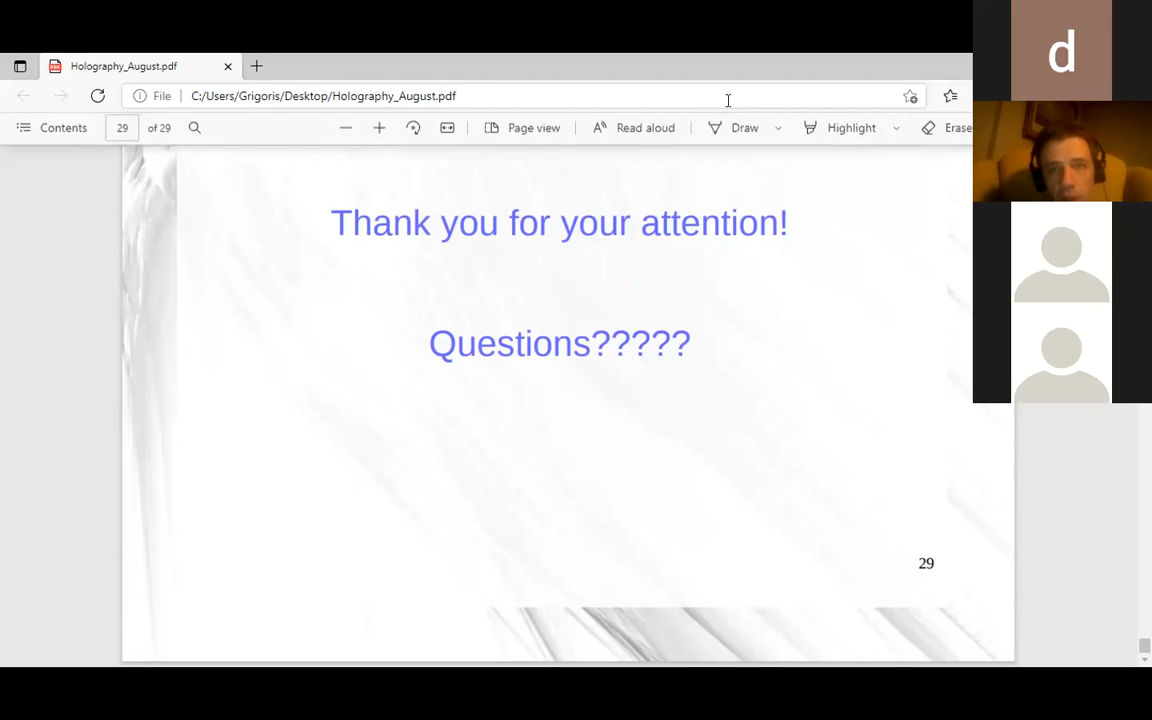 Holography_August.pdf
d
File
C:/Users/Grigoris/Desktop/Holography_August.pdf
Contents
29
of 29
Page view
Read aloud
Draw
Highlight
Erase
Thank you for your attention!
Questions?????
29